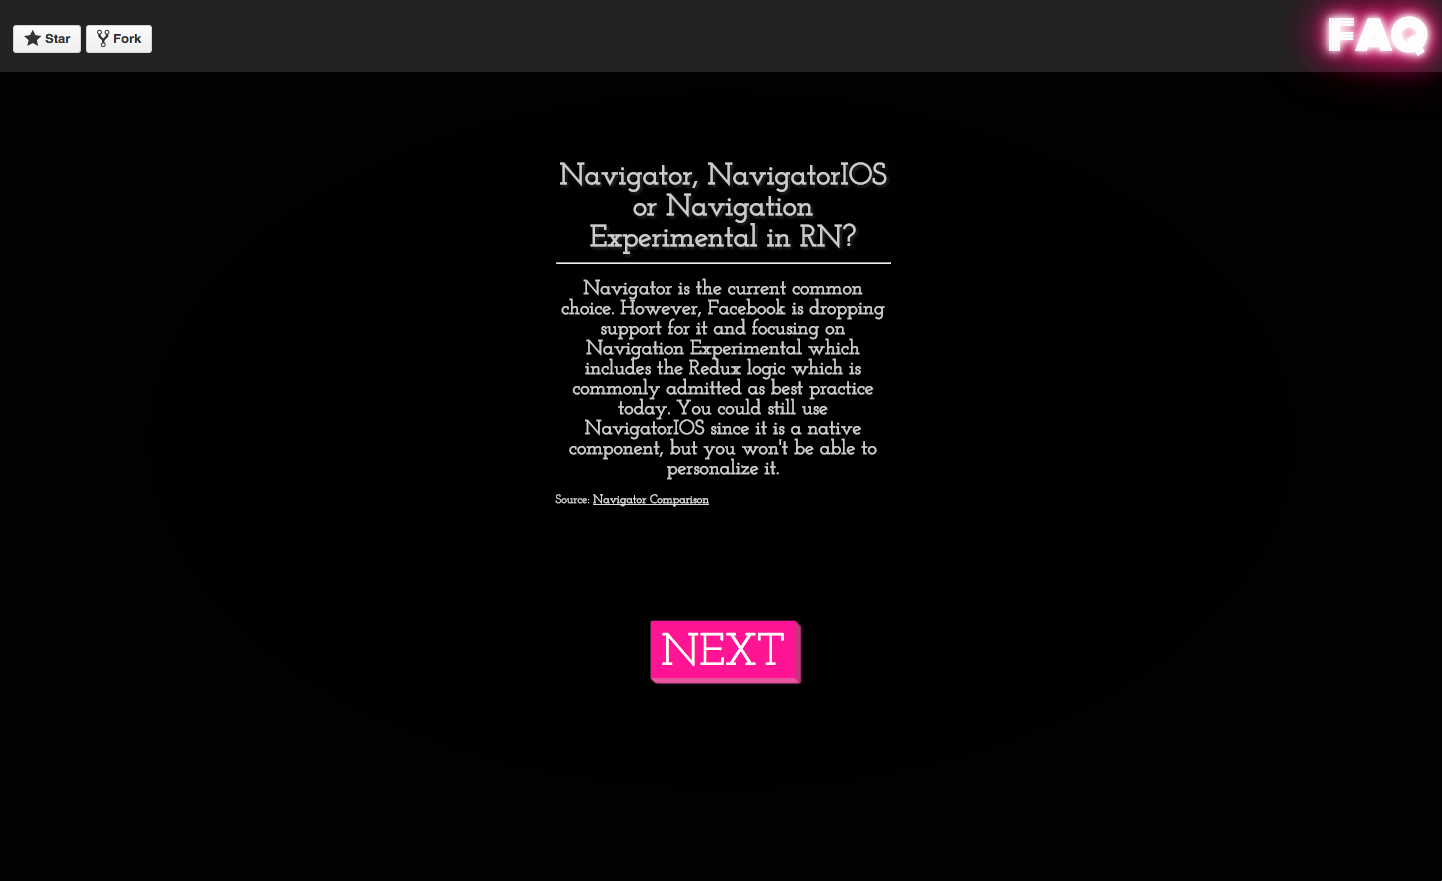 Star
Fork
FAQ
Navigator, NavigatorIOS
or Navigation
Experimental in RN?
Navigator is the current common
choice. However, Facebook is dropping
support for it and focusing on
Navigation Experimental which
includes the Redux logic which is
commonly admitted as best practice
today. You could still use
NavigatorIOS since it is a native
component, but you won't be able to
personalize it.
Source: Navigator Comparison
NEXT